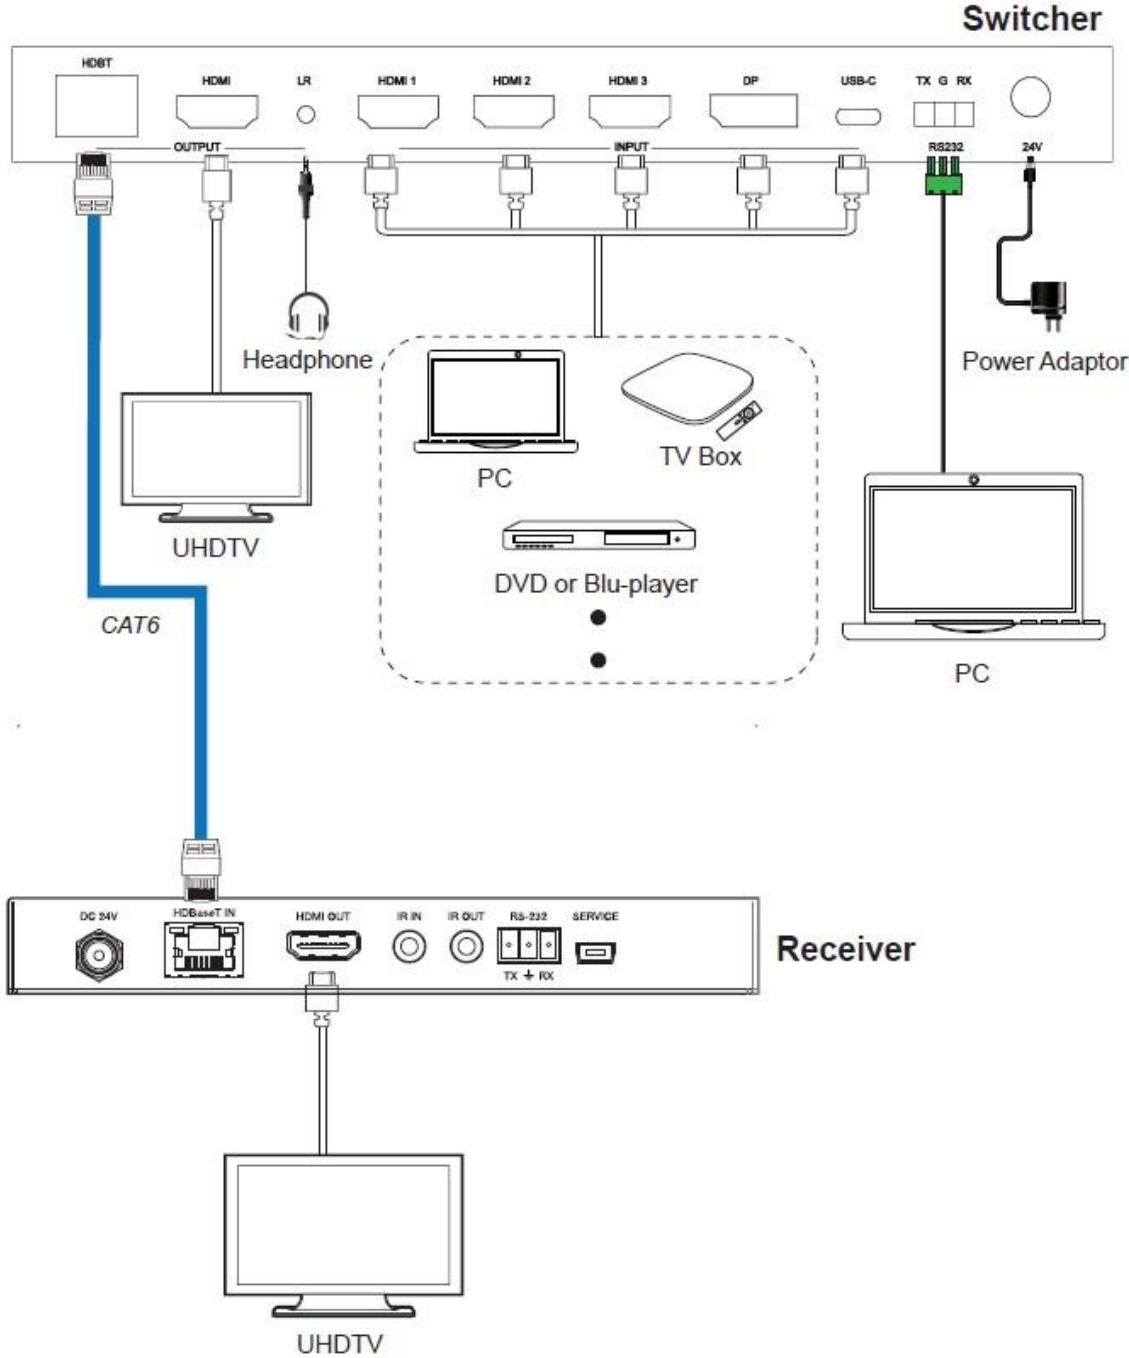 Switcher
HDBT
HDMI
LR
HDMI 1
HDMI 2
HDMI 3
DP
USB-C
TX G RX
OUTPUT
INPUT
RS232
24V
Headphone
Power Adaptor
UHDTV
PC
TV Box
DVD or Blu-player
CAT6
PC
DC 24V
HDBaseT IN
HDMI OUT
IR IN
IR OUT
RS-232
SERVICE
TX RX
Receiver
UHDTV